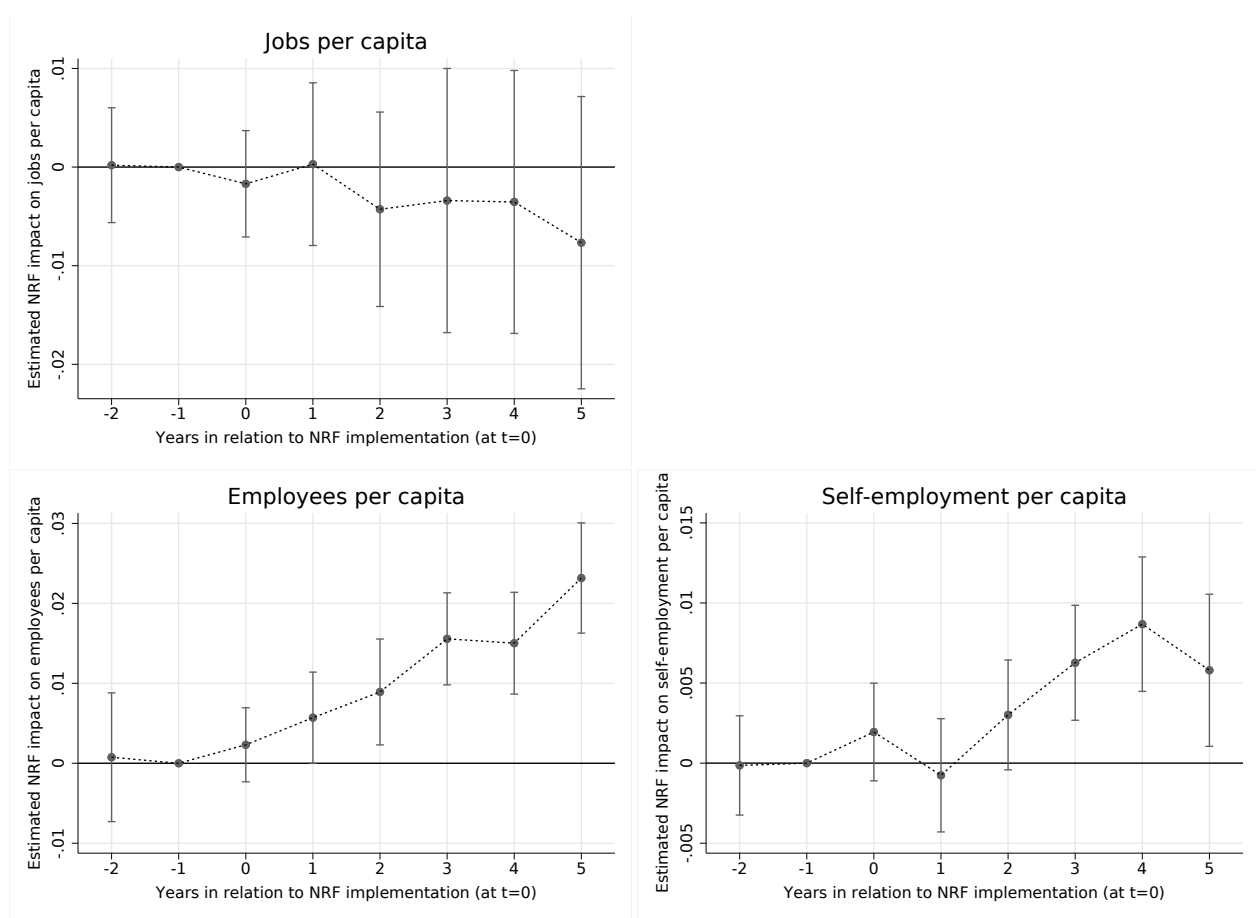 Jobs per capita
Estimated NRF impact on jobs per capita
.01
0
-.01
-.02
-2 -1 0 1 2 3 4 5
Years in relation to NRF implementation (at t=0)
Employees per capita
Estimated NRF impact on employees per capita
.03
.02
.01
0
-.01
-2 -1 0 1 2 3 4 5
Years in relation to NRF implementation (at t=0)
Self-employment per capita
Estimated NRF impact on self-employment per capita
.015
.01
.005
0
-.005
-2 -1 0 1 2 3 4 5
Years in relation to NRF implementation (at t=0)